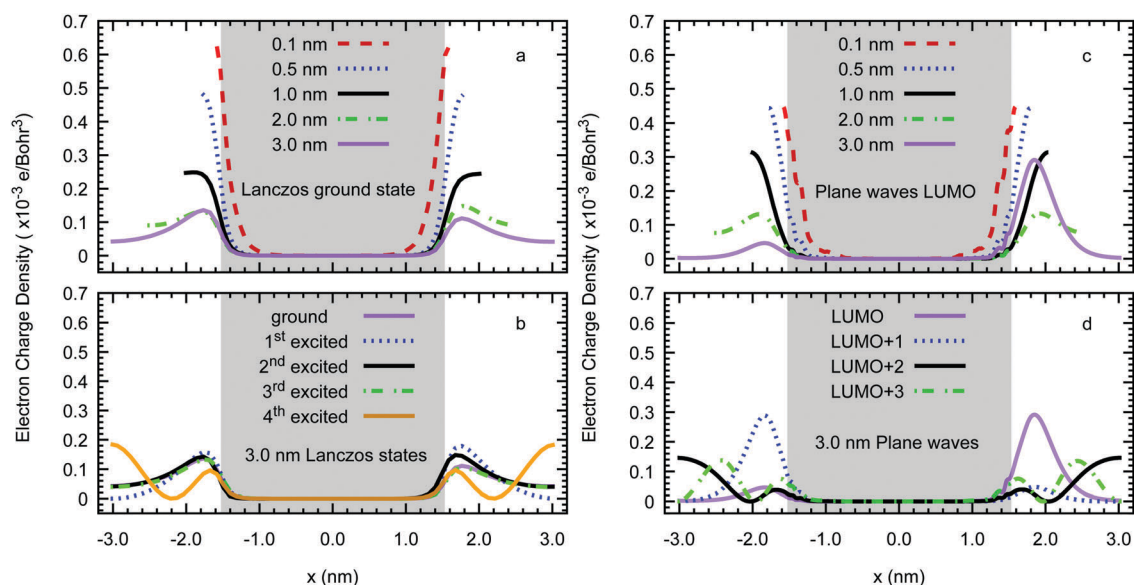 Electron Charge Density ( x10⁻³ e/Bohr³)
0.7
0.6
0.5
0.4
0.3
0.2
0.1
0
a
0.1 nm
0.5 nm
1.0 nm
2.0 nm
3.0 nm
Lanczos ground state
0.7
0.6
0.5
0.4
0.3
0.2
0.1
0
b
ground
1st excited
2nd excited
3rd excited
4th excited
3.0 nm Lanczos states
-3.0 -2.0 -1.0 0.0 1.0 2.0 3.0
x (nm)
Electron Charge Density ( x10⁻³ e/Bohr³)
0.7
0.6
0.5
0.4
0.3
0.2
0.1
0
c
0.1 nm
0.5 nm
1.0 nm
2.0 nm
3.0 nm
Plane waves LUMO
0.7
0.6
0.5
0.4
0.3
0.2
0.1
0
d
LUMO
LUMO+1
LUMO+2
LUMO+3
3.0 nm Plane waves
-3.0 -2.0 -1.0 0.0 1.0 2.0 3.0
x (nm)